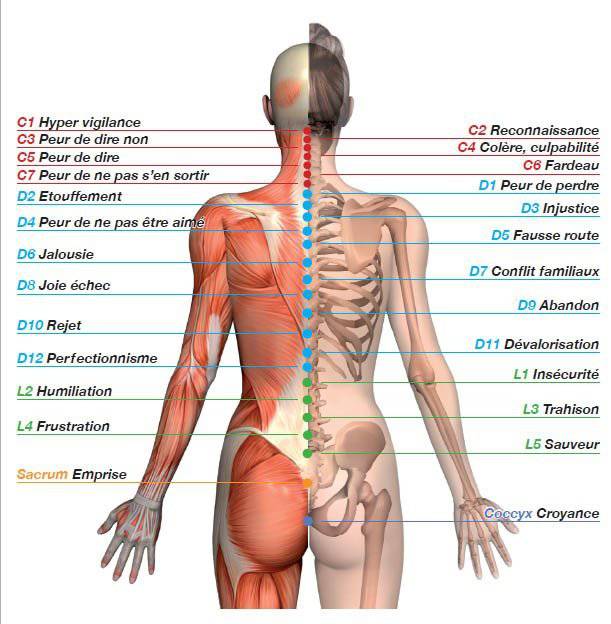 C1 Hyper vigilance
C3 Peur de dire non
C5 Peur de dire
C7 Peur de ne pas s'en sortir
D2 Etouffement
D4 Peur de ne pas être aimé
D6 Jalousie
D8 Joie échec
D10 Rejet
D12 Perfectionnisme
L2 Humiliation
L4 Frustration
Sacrum Emprise
C2 Reconnaissance
C4 Colère, culpabilité
C6 Fardeau
D1 Peur de perdre
D3 Injustice
D5 Fausse route
D7 Conflit familiaux
D9 Abandon
D11 Dévalorisation
L1 Insécurité
L3 Trahison
L5 Sauveur
Coccyx Croyance